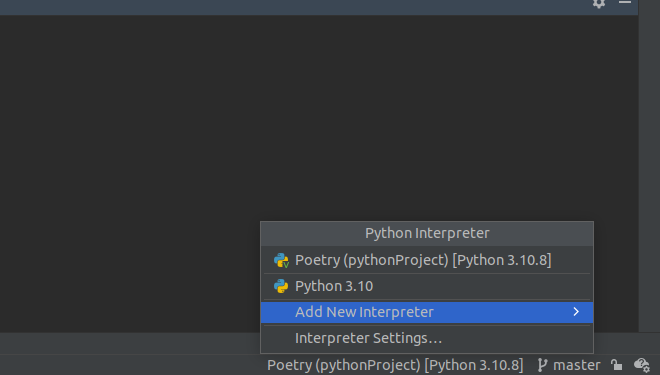 Python Interpreter
Poetry (pythonProject) [Python 3.10.8]
Python 3.10
Add New Interpreter
Interpreter Settings…
Poetry (pythonProject) [Python 3.10.8] master